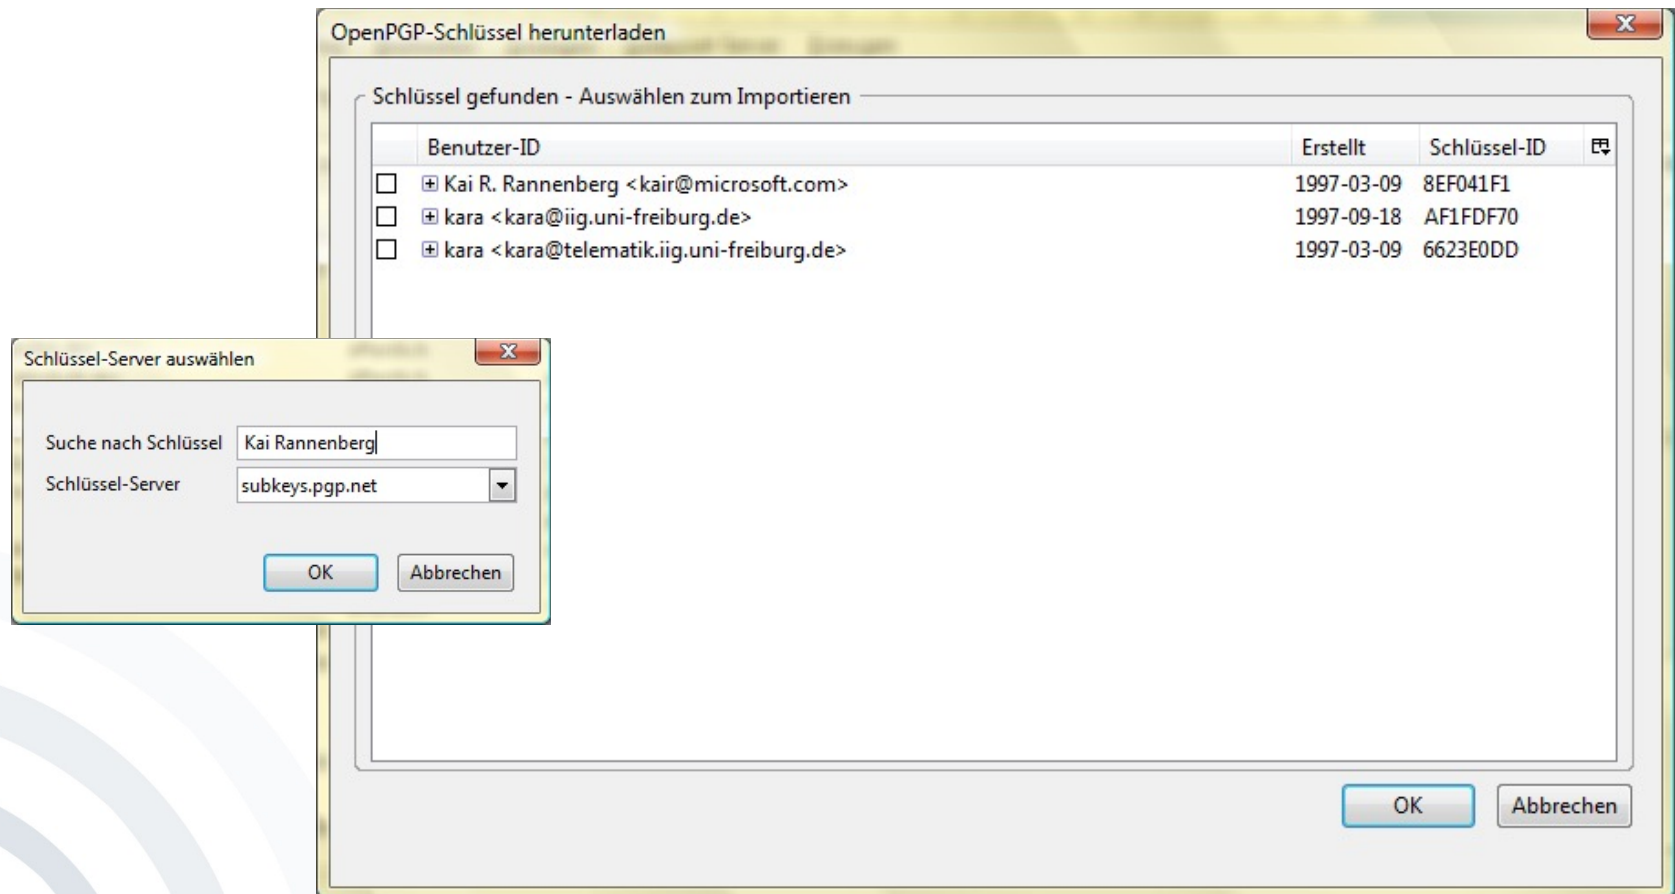 OpenPGP-Schlüssel herunterladen
Schlüssel gefunden - Auswählen zum Importieren
Benutzer-ID Erstellt Schlüssel-ID
Kai R. Rannenberg <kair@microsoft.com> 1997-03-09 8EF041F1
kara <kara@iig.uni-freiburg.de> 1997-09-18 AF1FDF70
kara <kara@telematik.iig.uni-freiburg.de> 1997-03-09 6623E0DD
OK Abbrechen
Schlüssel-Server auswählen
Suche nach Schlüssel Kai Rannenberg
Schlüssel-Server subkeys.pgp.net
OK Abbrechen